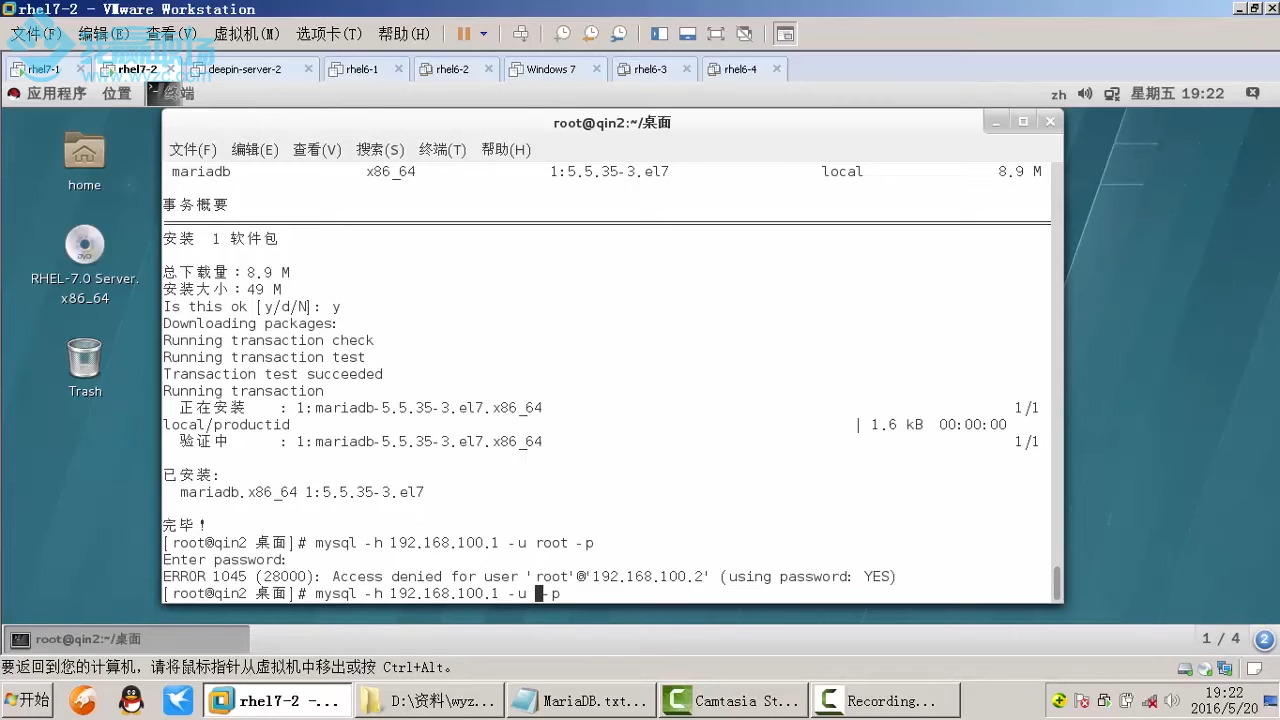 rhel7-2 - VMware Workstation
文件(F) 编辑(E) 查看(V) 虚拟机(M) 选项卡(T) 帮助(H)
www.wyzc.com
rhel7-1 rhel7-2 deepin-server-2 rhel6-1 rhel6-2 Windows 7 rhel6-3 rhel6-4
应用程序 位置 终端 zh 星期五 19:22
root@qin2:~/桌面
文件(F) 编辑(E) 查看(V) 搜索(S) 终端(T) 帮助(H)
home
RHEL-7.0 Server.
x86_64
Trash
mariadb x86_64 1:5.5.35-3.el7 local 8.9 M
事务概要
安装 1 软件包
总下载量：8.9 M
安装大小：49 M
Is this ok [y/d/N]: y
Downloading packages:
Running transaction check
Running transaction test
Transaction test succeeded
Running transaction
正在安装 : 1:mariadb-5.5.35-3.el7.x86_64 1/1
local/productid | 1.6 kB 00:00:00
验证中 : 1:mariadb-5.5.35-3.el7.x86_64 1/1
已安装:
mariadb.x86_64 1:5.5.35-3.el7
完毕！
[root@qin2 桌面]# mysql -h 192.168.100.1 -u root -p
Enter password:
ERROR 1045 (28000): Access denied for user 'root'@'192.168.100.2' (using password: YES)
[root@qin2 桌面]# mysql -h 192.168.100.1 -u -p
root@qin2:~/桌面 1 / 4 2
要返回到您的计算机，请将鼠标指针从虚拟机中移出或按 Ctrl+Alt。
开始 rhel7-2 -... D:\资料\wyz... MariaDB.txt... Camtasia St... Recording... 19:22
2016/5/20